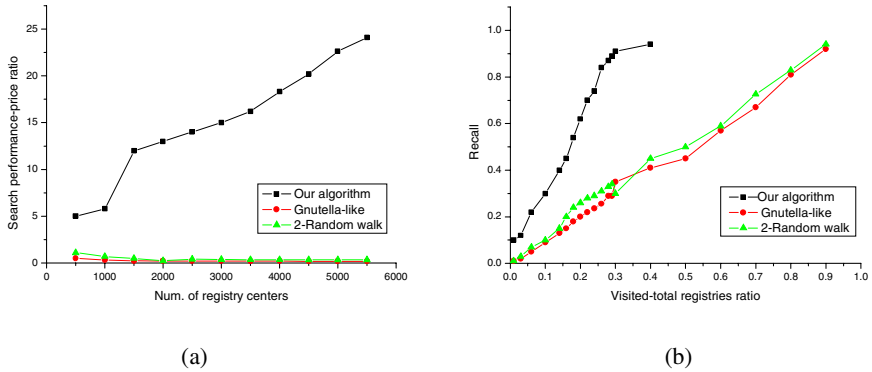 25
20
15
10
5
0
0
1000
2000
3000
4000
5000
6000
Search performance-price ratio
Num. of registry centers
Our algorithm
Gnutella-like
2-Random walk
(a)
1.0
0.8
0.6
0.4
0.2
0.0
0.0
0.1
0.2
0.3
0.4
0.5
0.6
0.7
0.8
0.9
1.0
Recall
Visited-total registries ratio
Our algorithm
Gnutella-like
2-Random walk
(b)